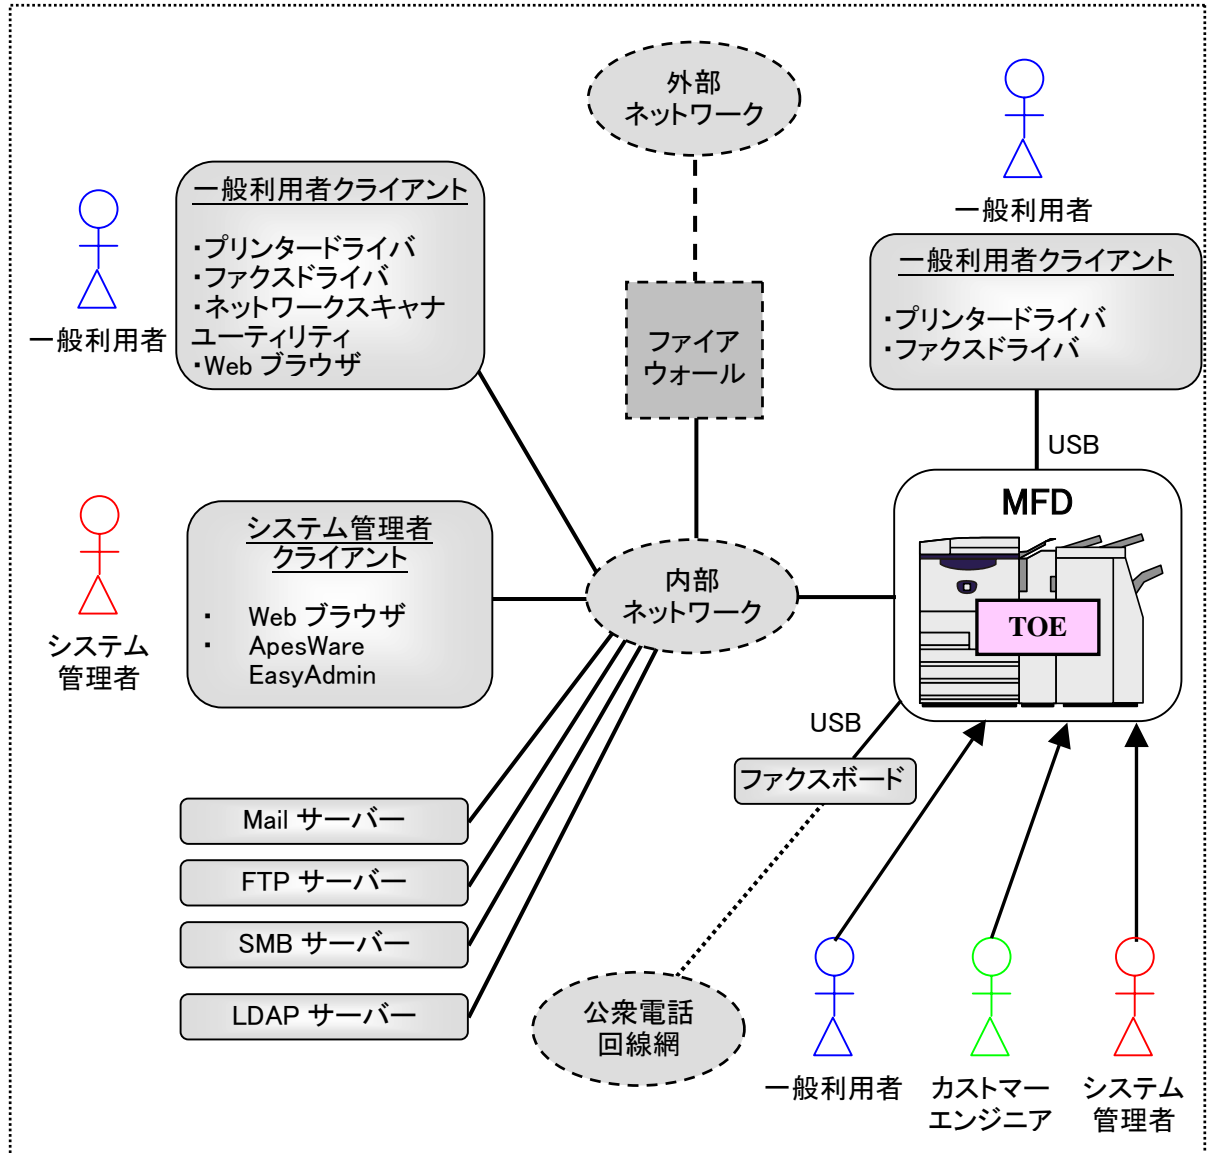 外部
ネットワーク
一般利用者
一般利用者クライアント
・プリンタードライバ
・ファクスドライバ
・ネットワークスキャナ
ユーティリティ
・Web ブラウザ
一般利用者
一般利用者クライアント
・プリンタードライバ
・ファクスドライバ
ファイア
ウォール
USB
MFD
TOE
システム管理者
クライアント
・ Web ブラウザ
・ ApesWare
EasyAdmin
システム
管理者
内部
ネットワーク
USB
ファクスボード
Mail サーバー
FTP サーバー
SMB サーバー
LDAP サーバー
公衆電話
回線網
一般利用者
カストマー
エンジニア
システム
管理者